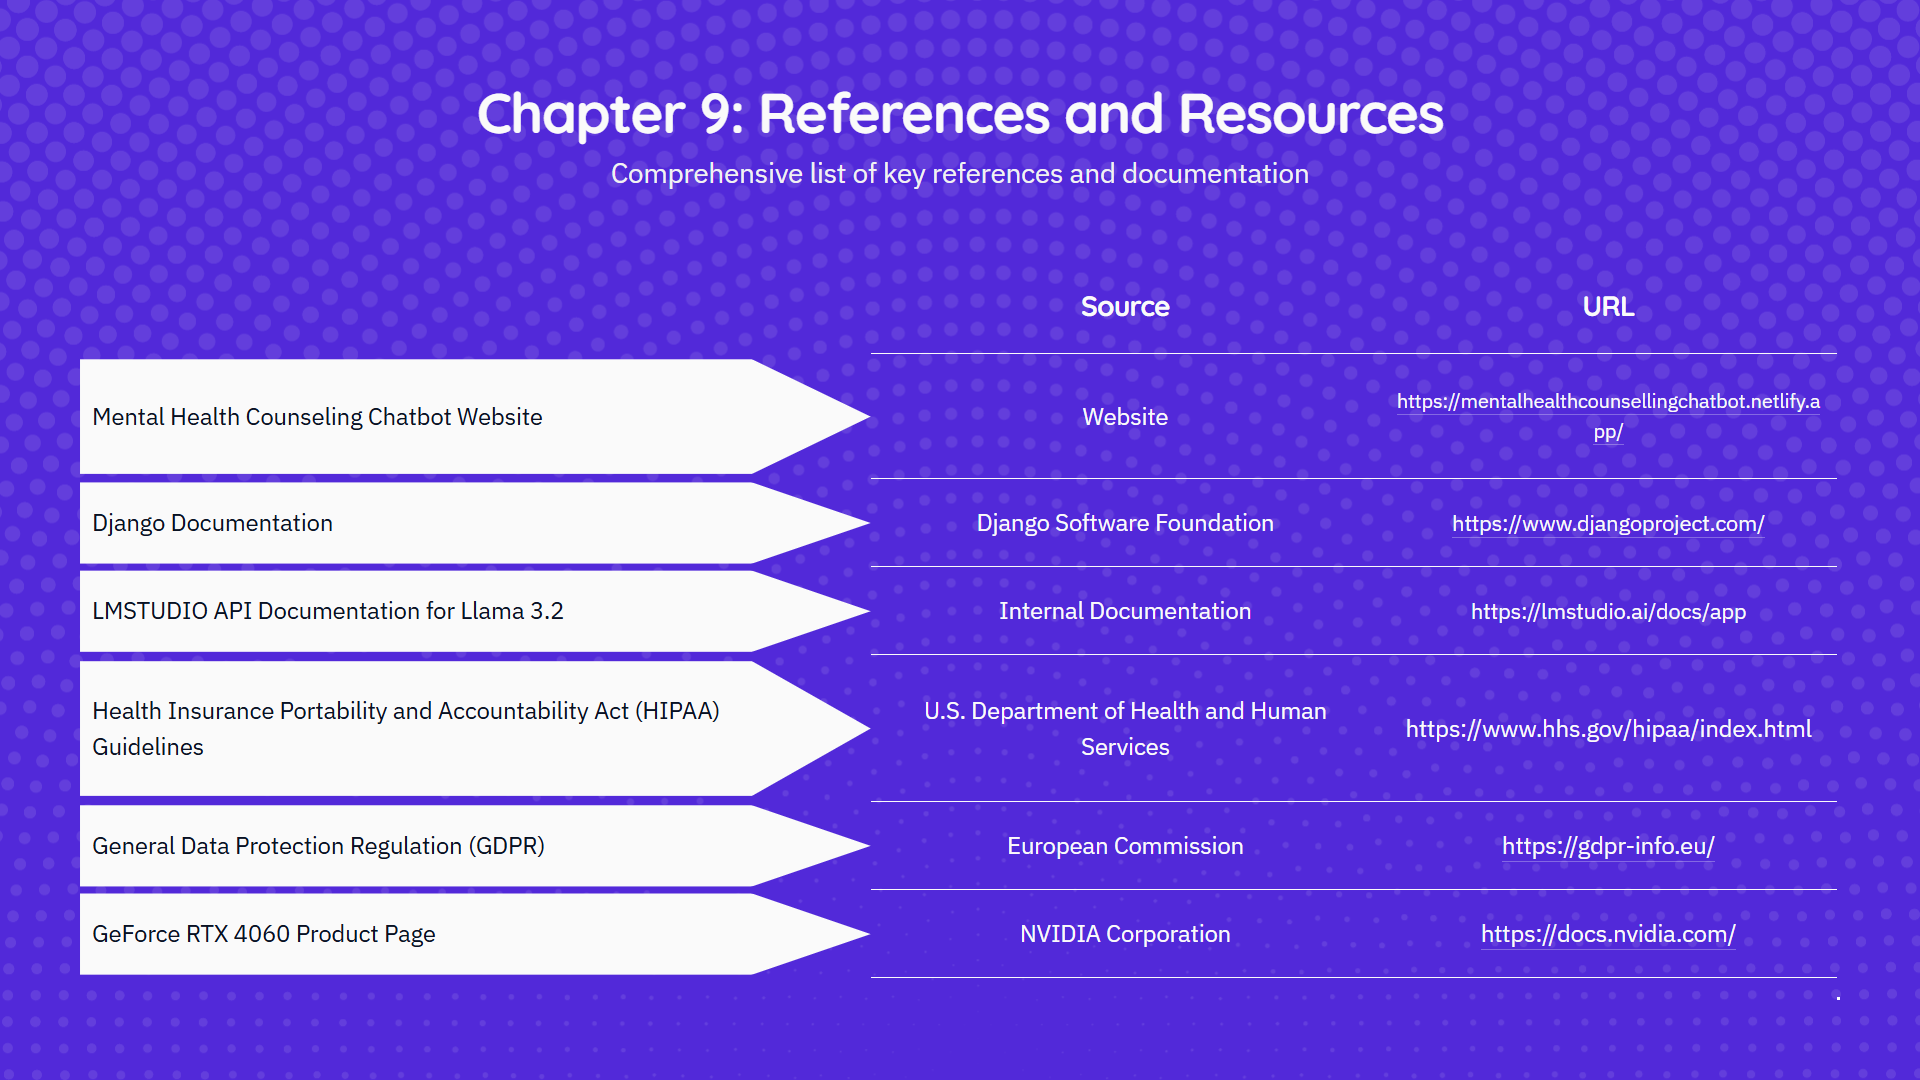 Chapter 9: References and Resources
Comprehensive list of key references and documentation
Source URL
Mental Health Counseling Chatbot Website Website https://mentalhealthcounsellingchatbot.netlify.a
pp/
Django Documentation Django Software Foundation https://www.djangoproject.com/
LMSTUDIO API Documentation for Llama 3.2 Internal Documentation https://lmstudio.ai/docs/app
Health Insurance Portability and Accountability Act (HIPAA) U.S. Department of Health and Human https://www.hhs.gov/hipaa/index.html
Guidelines Services
General Data Protection Regulation (GDPR) European Commission https://gdpr-info.eu/
GeForce RTX 4060 Product Page NVIDIA Corporation https://docs.nvidia.com/
.